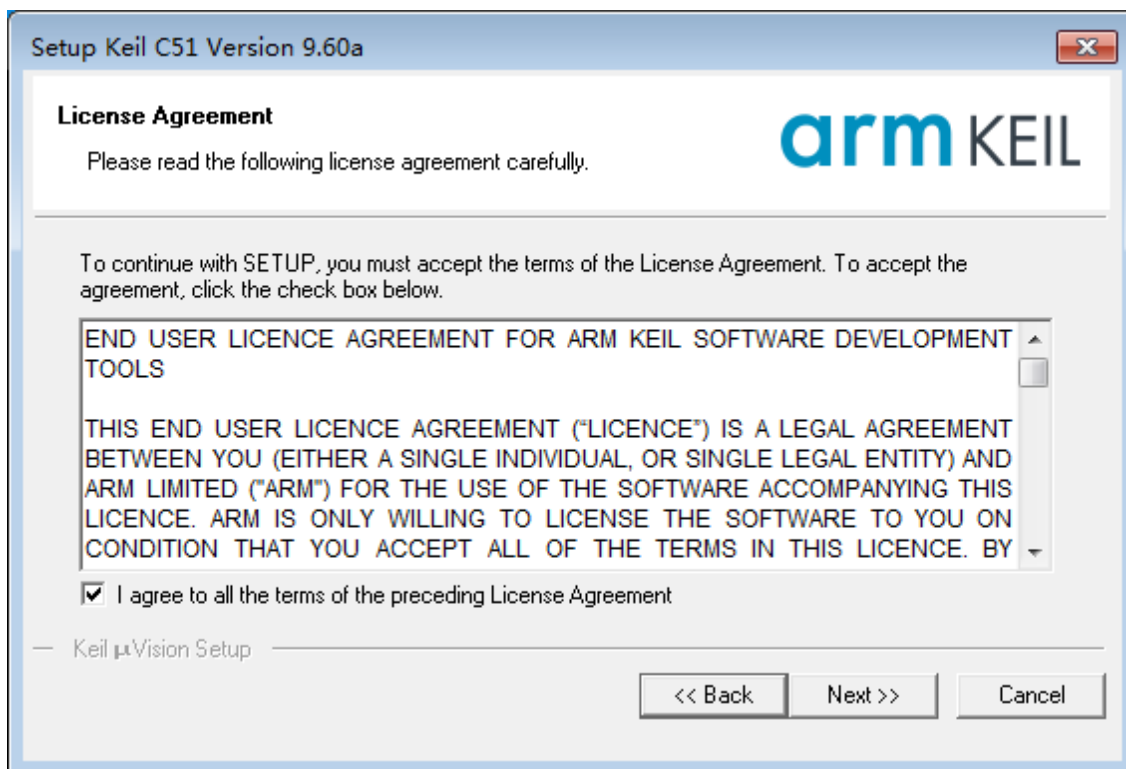 Setup Keil C51 Version 9.60a
License Agreement
Please read the following license agreement carefully.
arm KEIL
To continue with SETUP, you must accept the terms of the License Agreement. To accept the
agreement, click the check box below.
END USER LICENCE AGREEMENT FOR ARM KEIL SOFTWARE DEVELOPMENT
TOOLS
THIS END USER LICENCE AGREEMENT (“LICENCE”) IS A LEGAL AGREEMENT
BETWEEN YOU (EITHER A SINGLE INDIVIDUAL, OR SINGLE LEGAL ENTITY) AND
ARM LIMITED ("ARM") FOR THE USE OF THE SOFTWARE ACCOMPANYING THIS
LICENCE. ARM IS ONLY WILLING TO LICENSE THE SOFTWARE TO YOU ON
CONDITION THAT YOU ACCEPT ALL OF THE TERMS IN THIS LICENCE. BY
I agree to all the terms of the preceding License Agreement
Keil µVision Setup
<< Back
Next >>
Cancel